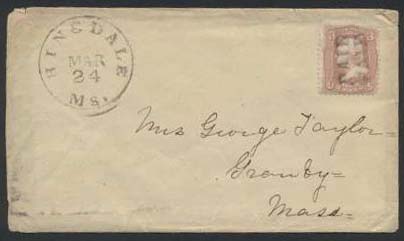 HINSDALE
MAR
24
Ms.
Mrs George Taylor
Granby
Mass